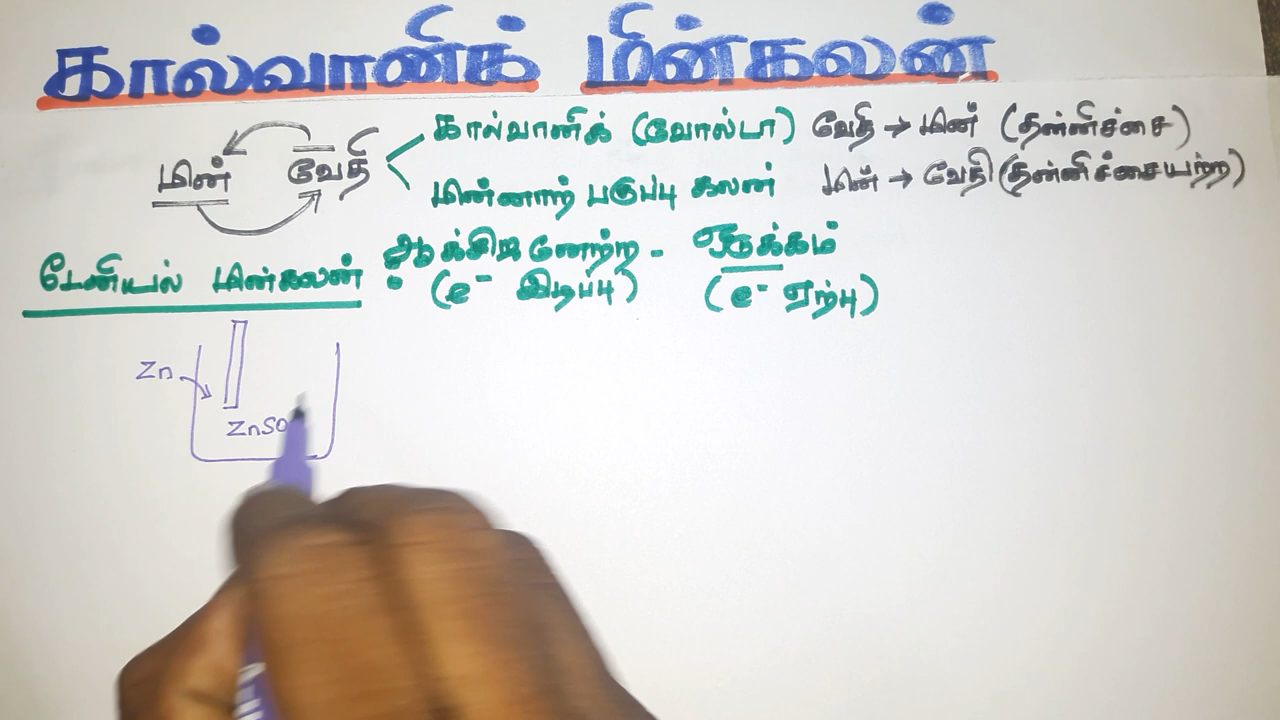 கால்வானிக் மின்கலன்
கால்வானிக் (வோல்டா) வேதி → மின் (தன்னிச்சை)
மின் வேதி
மின்னாற் பகுப்பு கலன் மின் → வேதி (தன்னிச்சையற்ற)
டேனியல் மின்கலன் : ஆக்சிஜனேற்ற - ஒடுக்கம்
(e⁻ இழப்பு) (e⁻ ஏற்பு)
Zn
ZnSO